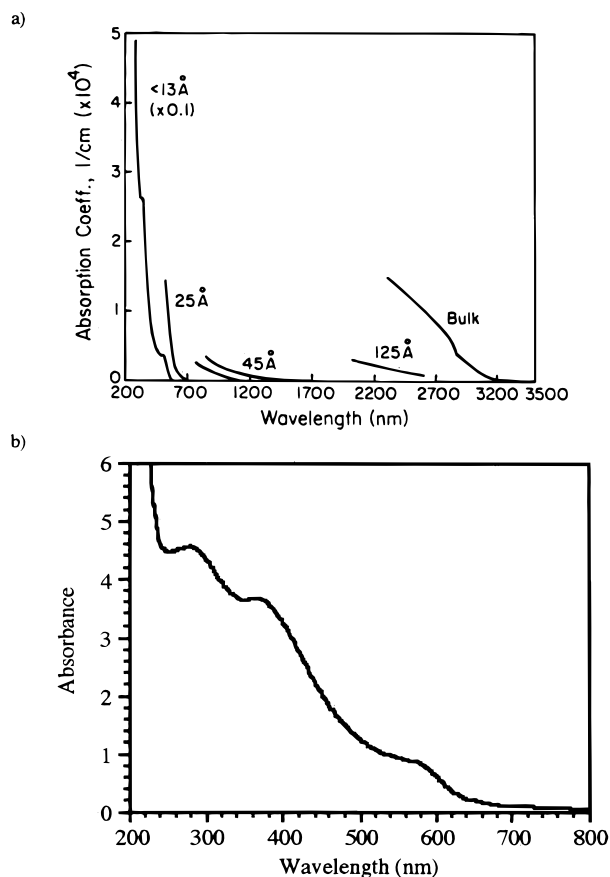 a)
Absorption Coeff., 1/cm (x10⁴)
5
4
3
2
1
0
<13Å
(x0.1)
25Å
45Å
125Å
Bulk
200 700 1200 1700 2200 2700 3200 3500
Wavelength (nm)
b)
Absorbance
6
5
4
3
2
1
0
200 300 400 500 600 700 800
Wavelength (nm)